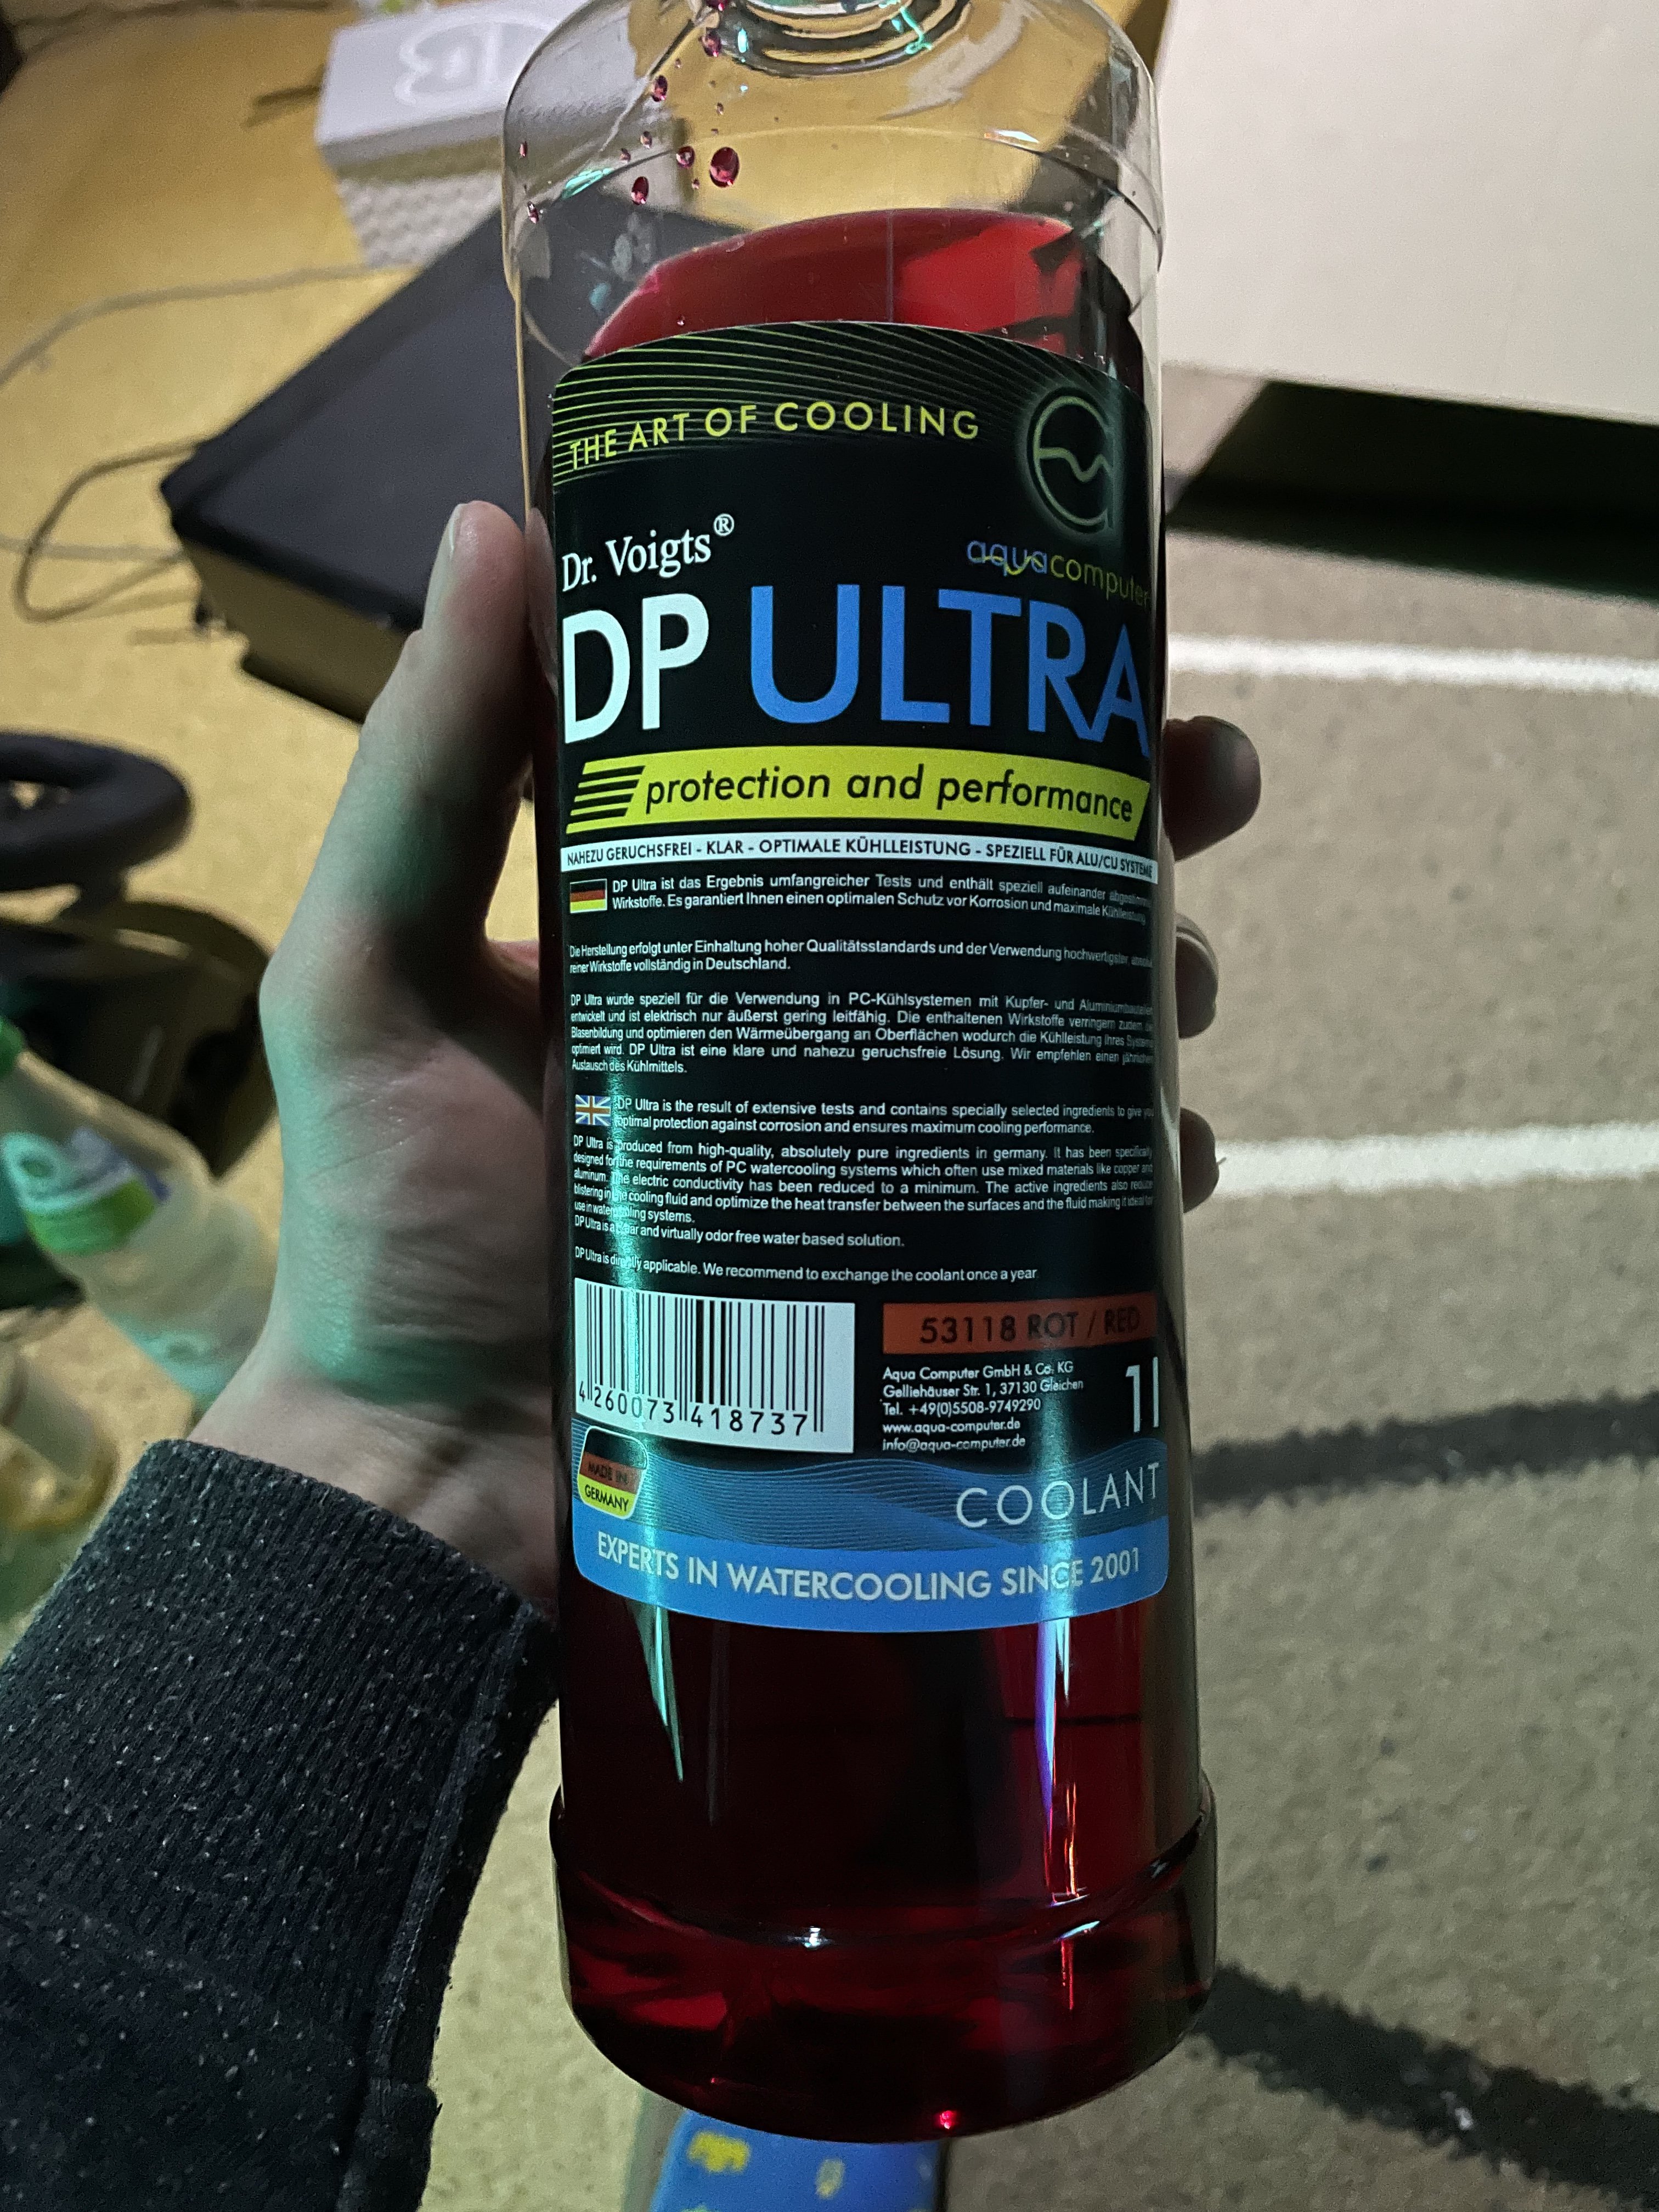 THE ART OF COOLING
Dr. Voigts®
aquacomputer
DP ULTRA
protection and performance
NAHEZU GERUCHSFREI - KLAR - OPTIMALE KÜHLLEISTUNG - SPEZIELL FÜR ALU/CU SYSTEME
DP Ultra ist das Ergebnis umfangreicher Tests und enthält speziell aufeinander abgestimmte
Wirkstoffe. Es garantiert Ihnen einen optimalen Schutz vor Korrosion und maximale Kühlleistung.
Die Herstellung erfolgt unter Einhaltung hoher Qualitätsstandards und der Verwendung hochwertigster, absolut
reiner Wirkstoffe vollständig in Deutschland.
DP Ultra wurde speziell für die Verwendung in PC-Kühlsystemen mit Kupfer- und Aluminiumbauteilen
entwickelt und ist elektrisch nur äußerst gering leitfähig. Die enthaltenen Wirkstoffe verringern zudem die
Blasenbildung und optimieren den Wärmeübergang an Oberflächen wodurch die Kühlleistung Ihres Systems
optimiert wird. DP Ultra ist eine klare und nahezu geruchsfreie Lösung. Wir empfehlen einen jährlichen
Austausch des Kühlmittels.
DP Ultra is the result of extensive tests and contains specially selected ingredients to give you
optimal protection against corrosion and ensures maximum cooling performance.
DP Ultra is produced from high-quality, absolutely pure ingredients in germany. It has been specifically
designed for the requirements of PC watercooling systems which often use mixed materials like copper and
aluminum. The electric conductivity has been reduced to a minimum. The active ingredients also reduce
blistering in the cooling fluid and optimize the heat transfer between the surfaces and the fluid making it ideal for
use in watercooling systems.
DP Ultra is a clear and virtually odor free water based solution.
DP Ultra is directly applicable. We recommend to exchange the coolant once a year.
4 260073 418737
53118 ROT / RED
Aqua Computer GmbH & Co. KG
Gelliehäuser Str. 1, 37130 Gleichen
Tel. +49(0)5508-9749290
www.aqua-computer.de
info@aqua-computer.de
1l
MADE IN
GERMANY
COOLANT
EXPERTS IN WATERCOOLING SINCE 2001